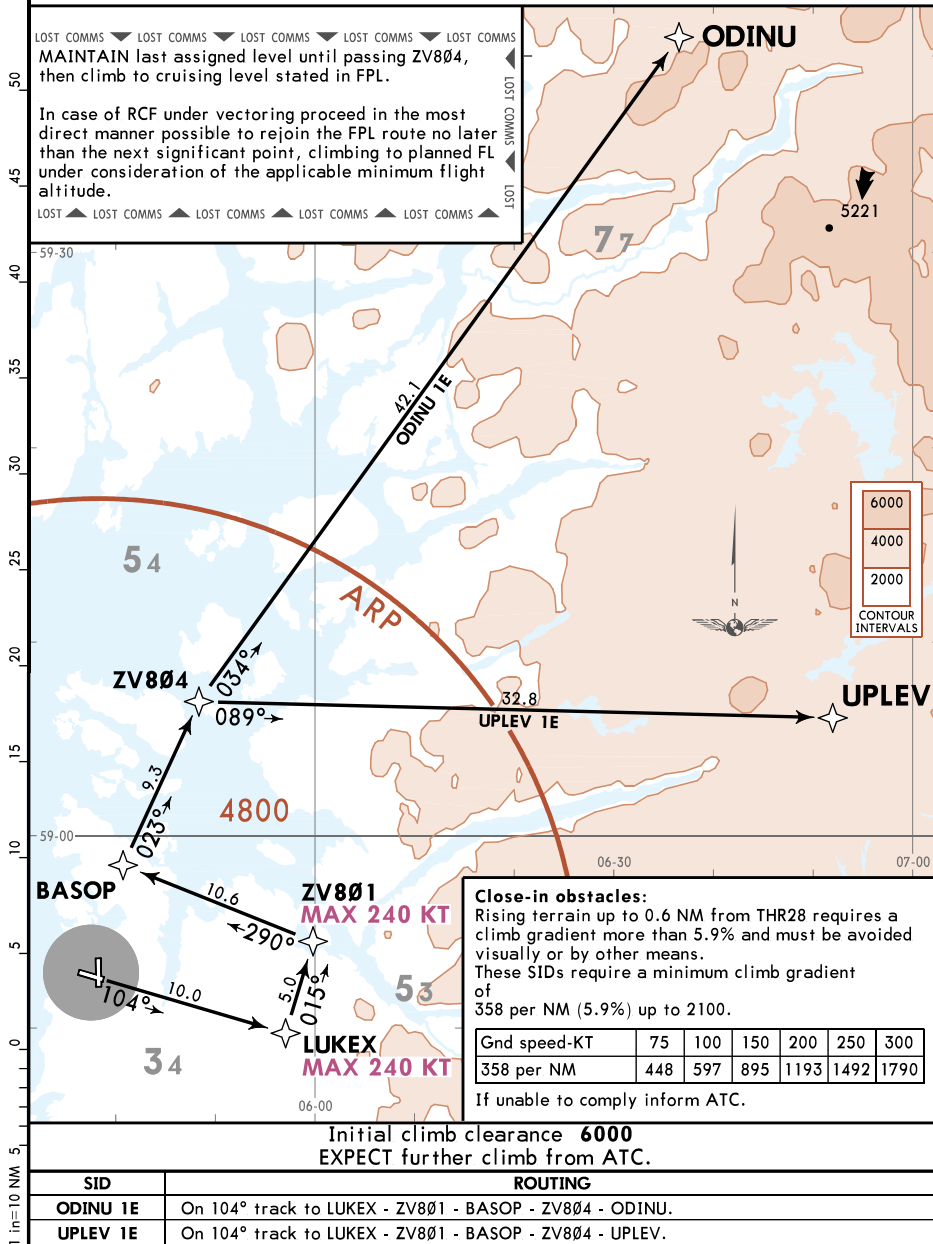 LOST COMMS LOST COMMS LOST COMMS LOST COMMS LOST COMMS
MAINTAIN last assigned level until passing ZV8Ø4,
then climb to cruising level stated in FPL.
In case of RCF under vectoring proceed in the most
direct manner possible to rejoin the FPL route no later
than the next significant point, climbing to planned FL
under consideration of the applicable minimum flight
altitude.
LOST COMMS
LOST
LOST COMMS LOST COMMS LOST COMMS LOST COMMS
ODINU
5221
77
59-30
50
45
40
35
30
25
20
15
10
5
0
5
1 in=10 NM
42.1
ODINU 1E
54
ARP
6000
4000
2000
CONTOUR
INTERVALS
N
ZV8Ø4
034°
089°
32.8
UPLEV 1E
UPLEV
9.3
023°
4800
59-00
06-30
07-00
BASOP
10.6
290°
ZV8Ø1
MAX 240 KT
5.0
015°
53
104°
10.0
LUKEX
MAX 240 KT
34
06-00
Close-in obstacles:
Rising terrain up to 0.6 NM from THR28 requires a
climb gradient more than 5.9% and must be avoided
visually or by other means.
These SIDs require a minimum climb gradient
of
358 per NM (5.9%) up to 2100.
Gnd speed-KT 75 100 150 200 250 300
358 per NM 448 597 895 1193 1492 1790
If unable to comply inform ATC.
Initial climb clearance 6000
EXPECT further climb from ATC.
SID ROUTING
ODINU 1E On 104° track to LUKEX - ZV8Ø1 - BASOP - ZV8Ø4 - ODINU.
UPLEV 1E On 104° track to LUKEX - ZV8Ø1 - BASOP - ZV8Ø4 - UPLEV.